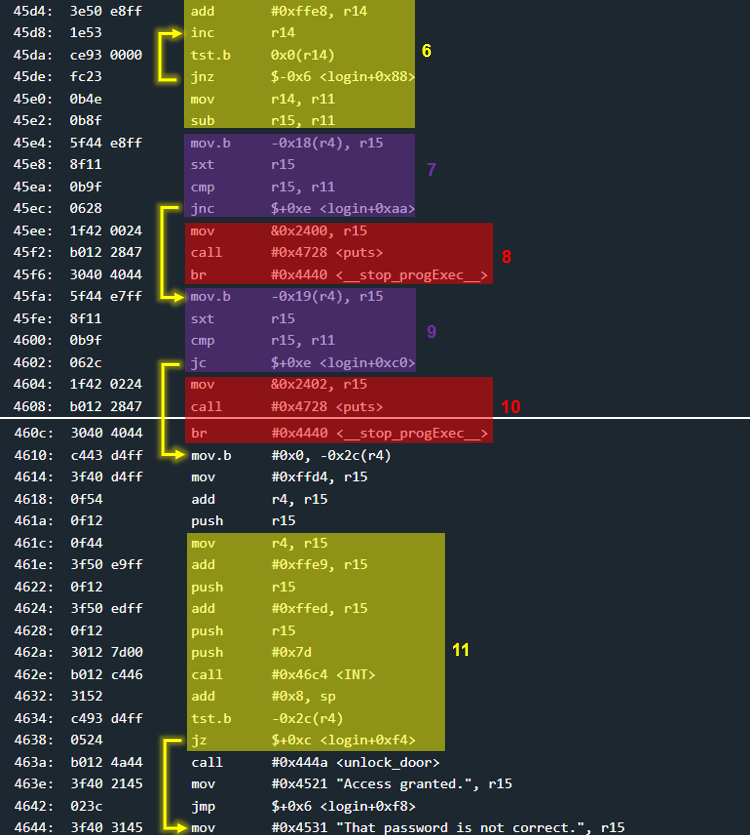 45d4: 3e50 e8ff add #0xffe8, r14
45d8: 1e53 inc r14
45da: ce93 0000 tst.b 0x0(r14)
45de: fc23 jnz $-0x6 <login+0x88>
45e0: 0b4e mov r14, r11
45e2: 0b8f sub r15, r11
6
45e4: 5f44 e8ff mov.b -0x18(r4), r15
45e8: 8f11 sxt r15
45ea: 0b9f cmp r15, r11
45ec: 0628 jnc $+0xe <login+0xaa>
7
45ee: 1f42 0024 mov &0x2400, r15
45f2: b012 2847 call #0x4728 <puts>
45f6: 3040 4044 br #0x4440 <__stop_progExec__>
8
45fa: 5f44 e7ff mov.b -0x19(r4), r15
45fe: 8f11 sxt r15
4600: 0b9f cmp r15, r11
4602: 062c jc $+0xe <login+0xc0>
9
4604: 1f42 0224 mov &0x2402, r15
4608: b012 2847 call #0x4728 <puts>
460c: 3040 4044 br #0x4440 <__stop_progExec__>
10
4610: c443 d4ff mov.b #0x0, -0x2c(r4)
4614: 3f40 d4ff mov #0xffd4, r15
4618: 0f54 add r4, r15
461a: 0f12 push r15
461c: 0f44 mov r4, r15
461e: 3f50 e9ff add #0xffe9, r15
4622: 0f12 push r15
4624: 3f50 edff add #0xffed, r15
4628: 0f12 push r15
462a: 3012 7d00 push #0x7d
462e: b012 c446 call #0x46c4 <INT>
4632: 3152 add #0x8, sp
4634: c493 d4ff tst.b -0x2c(r4)
4638: 0524 jz $+0xc <login+0xf4>
11
463a: b012 4a44 call #0x444a <unlock_door>
463e: 3f40 2145 mov #0x4521 "Access granted.", r15
4642: 023c jmp $+0x6 <login+0xf8>
4644: 3f40 3145 mov #0x4531 "That password is not correct.", r15